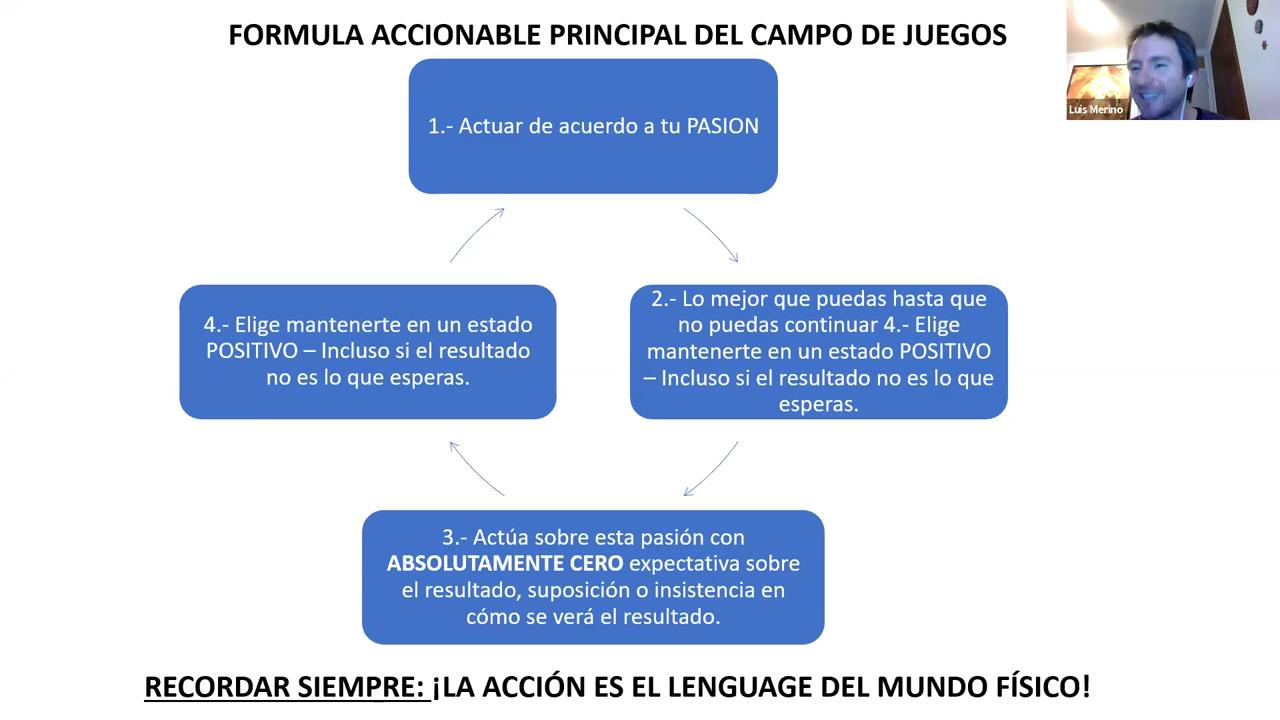 FORMULA ACCIONABLE PRINCIPAL DEL CAMPO DE JUEGOS
Luis Merino
1.- Actuar de acuerdo a tu PASION
2.- Lo mejor que puedas hasta que
no puedas continuar 4.- Elige
mantenerte en un estado POSITIVO
– Incluso si el resultado no es lo que
esperas.
3.- Actúa sobre esta pasión con
ABSOLUTAMENTE CERO expectativa sobre
el resultado, suposición o insistencia en
cómo se verá el resultado.
4.- Elige mantenerte en un estado
POSITIVO – Incluso si el resultado
no es lo que esperas.
RECORDAR SIEMPRE: ¡LA ACCIÓN ES EL LENGUAGE DEL MUNDO FÍSICO!